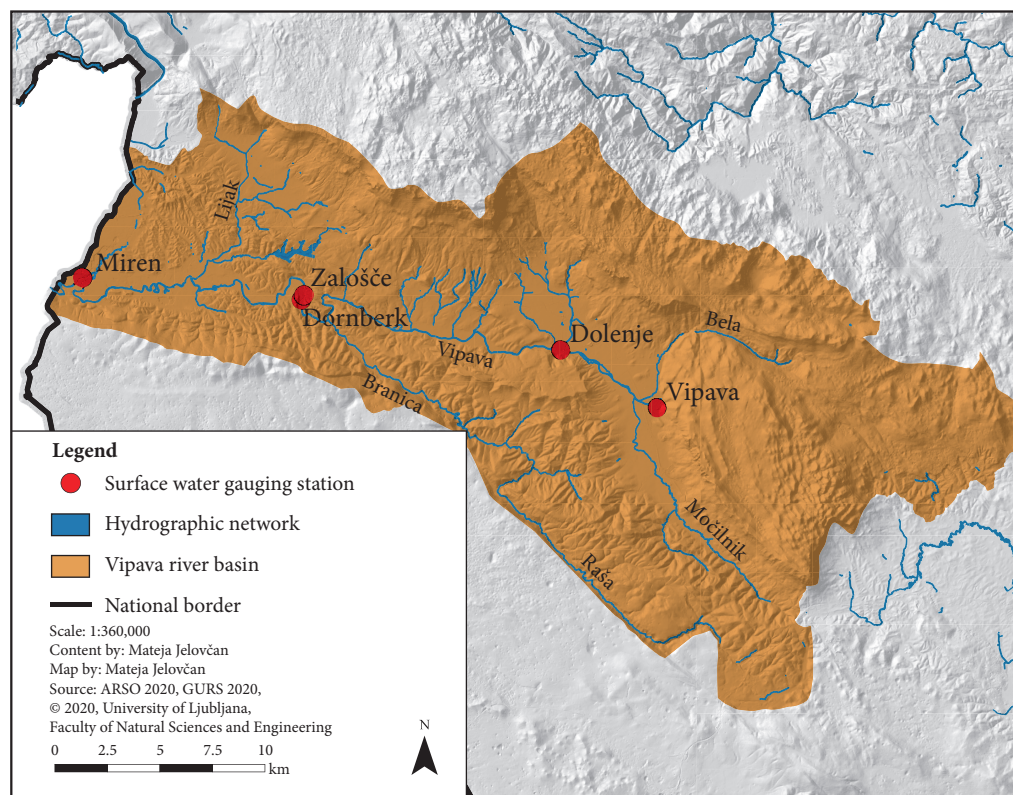 Lijak
Miren
Zalošče
Dornberk
Vipava
Dolenje
Bela
Vipava
Branica
Močilnik
Raša
Legend
Surface water gauging station
Hydrographic network
Vipava river basin
National border
Scale: 1:360,000
Content by: Mateja Jelovčan
Map by: Mateja Jelovčan
Source: ARSO 2020, GURS 2020,
© 2020, University of Ljubljana,
Faculty of Natural Sciences and Engineering
0 2.5 5 7.5 10
km
N